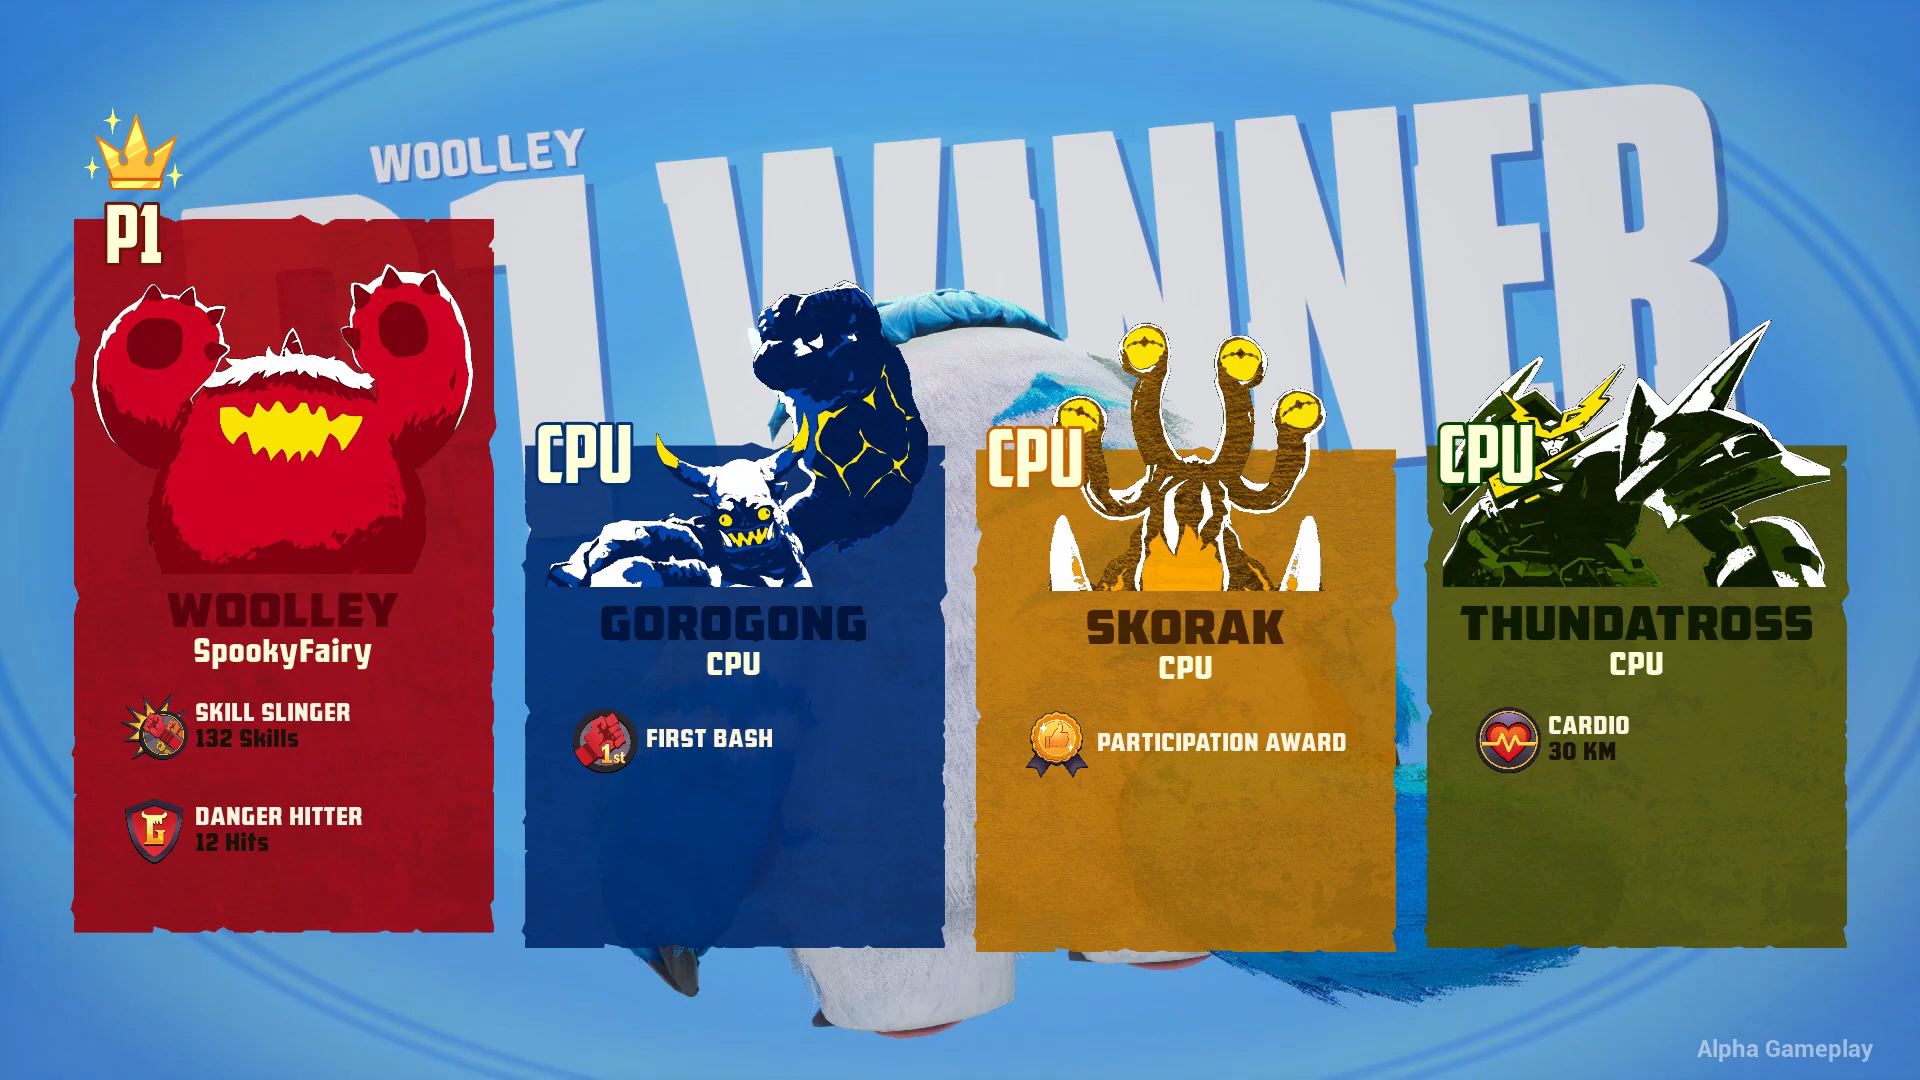 WOOLLEY
P1 WINNER
P1
WOOLLEY
SpookyFairy
SKILL SLINGER
132 Skills
G
DANGER HITTER
12 Hits
CPU
GOROGONG
CPU
1st
FIRST BASH
CPU
SKORAK
CPU
PARTICIPATION AWARD
CPU
THUNDATROSS
CPU
CARDIO
30 KM
Alpha Gameplay